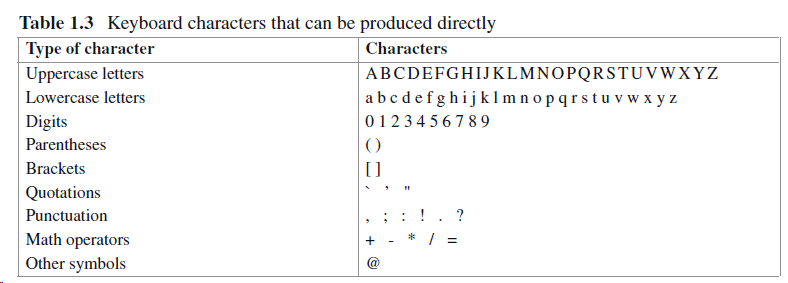 Table 1.3 Keyboard characters that can be produced directly
Type of character Characters
Uppercase letters A B C D E F G H I J K L M N O P Q R S T U V W X Y Z
Lowercase letters a b c d e f g h i j k l m n o p q r s t u v w x y z
Digits 0 1 2 3 4 5 6 7 8 9
Parentheses ( )
Brackets [ ]
Quotations ` ’ "
Punctuation , ; : ! . ?
Math operators + - * / =
Other symbols @